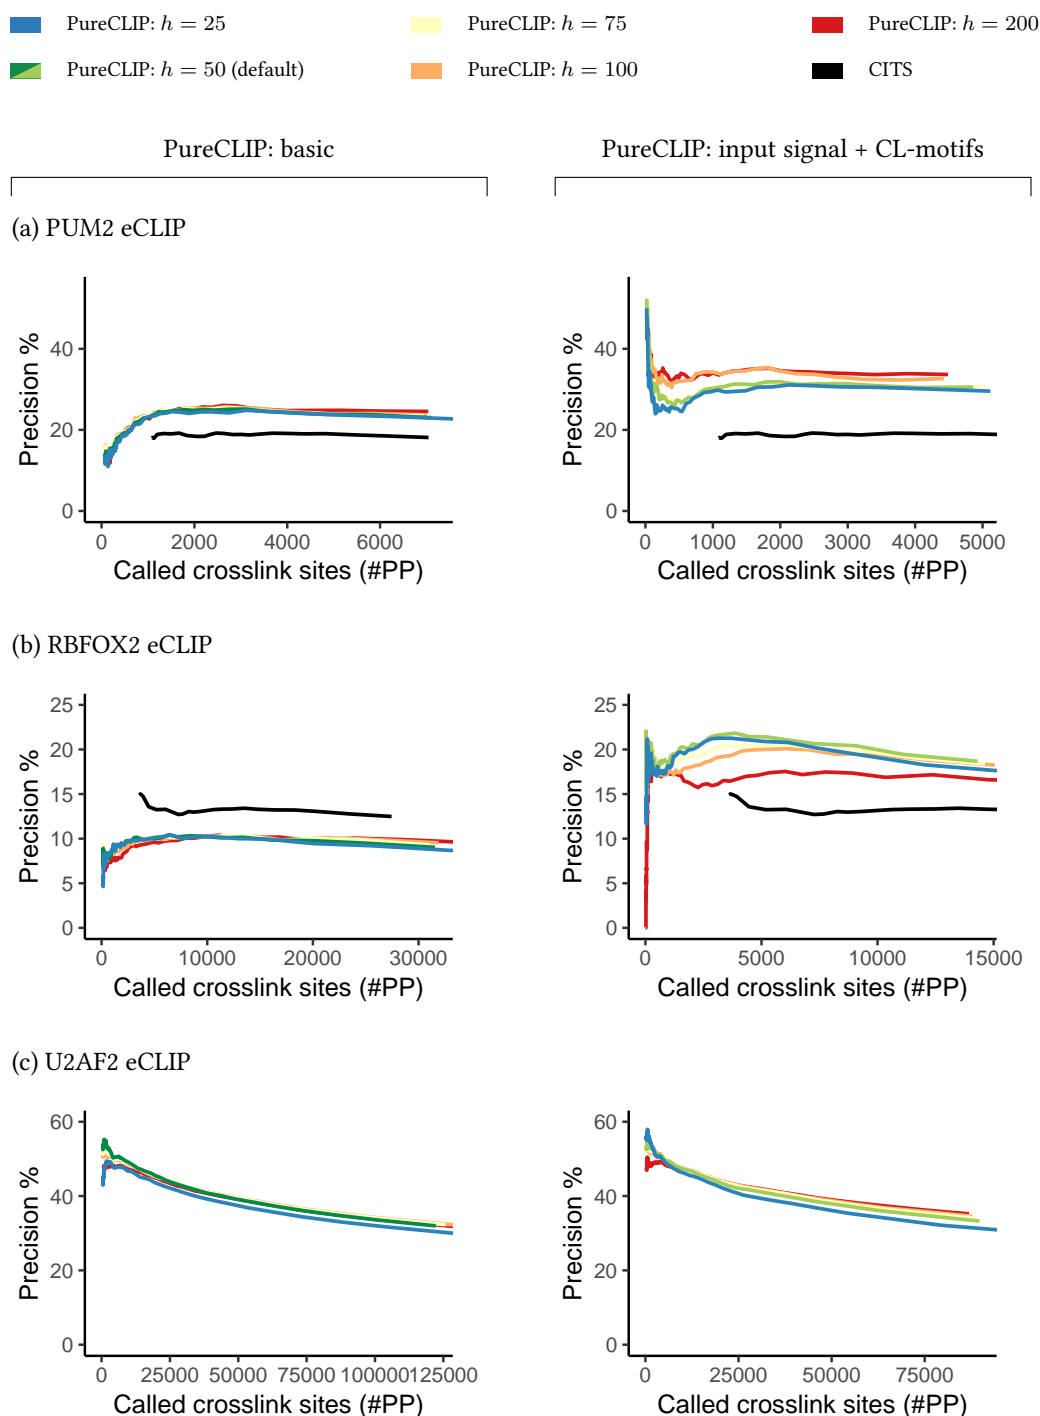 PureCLIP: h = 25 PureCLIP: h = 75 PureCLIP: h = 200
PureCLIP: h = 50 (default) PureCLIP: h = 100 CITS
PureCLIP: basic PureCLIP: input signal + CL-motifs
(a) PUM2 eCLIP
Precision %
40
20
0
0 2000 4000 6000
Called crosslink sites (#PP)
Precision %
40
20
0
0 1000 2000 3000 4000 5000
Called crosslink sites (#PP)
(b) RBFOX2 eCLIP
Precision %
25
20
15
10
5
0
0 10000 20000 30000
Called crosslink sites (#PP)
Precision %
25
20
15
10
5
0
0 5000 10000 15000
Called crosslink sites (#PP)
(c) U2AF2 eCLIP
Precision %
60
40
20
0
0 25000 50000 75000 100000 125000
Called crosslink sites (#PP)
Precision %
60
40
20
0
0 25000 50000 75000
Called crosslink sites (#PP)